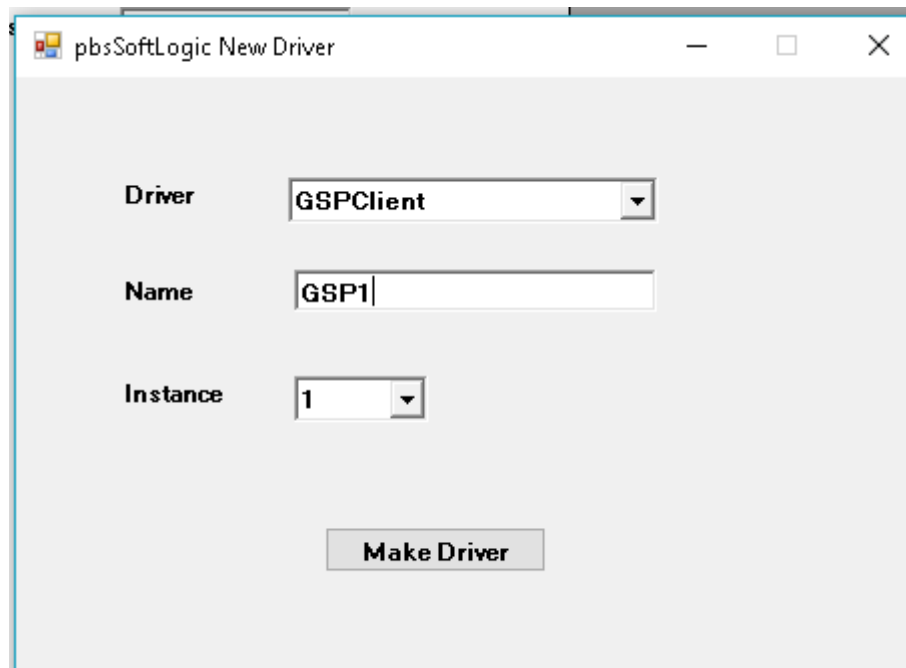 pbsSoftLogic New Driver
Driver
GSPClient
Name
GSP1
Instance
1
Make Driver